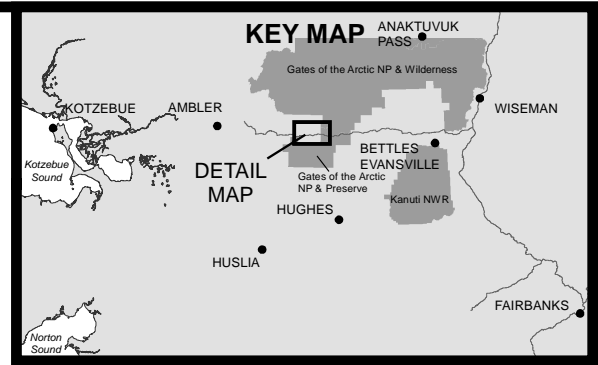 KEY MAP
ANAKTUVUK
PASS
Gates of the Arctic NP & Wilderness
KOTZEBUE
AMBLER
WISEMAN
Kotzebue
Sound
DETAIL
MAP
BETTLES
EVANSVILLE
Gates of the Arctic
NP & Preserve
Kanuti NWR
HUGHES
HUSLIA
FAIRBANKS
Norton
Sound